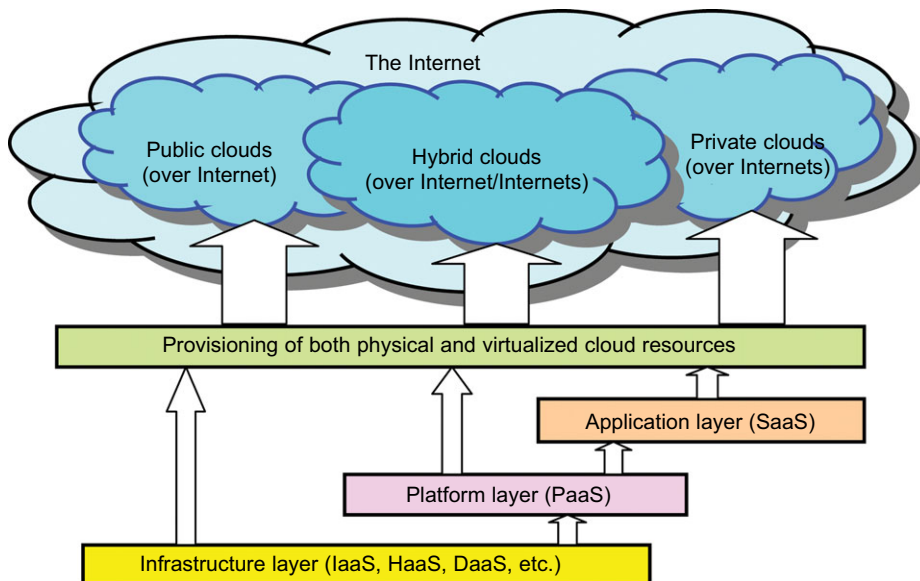 The Internet
Public clouds
(over Internet)
Hybrid clouds
(over Internet/Internets)
Private clouds
(over Internets)
Provisioning of both physical and virtualized cloud resources
Application layer (SaaS)
Platform layer (PaaS)
Infrastructure layer (IaaS, HaaS, DaaS, etc.)